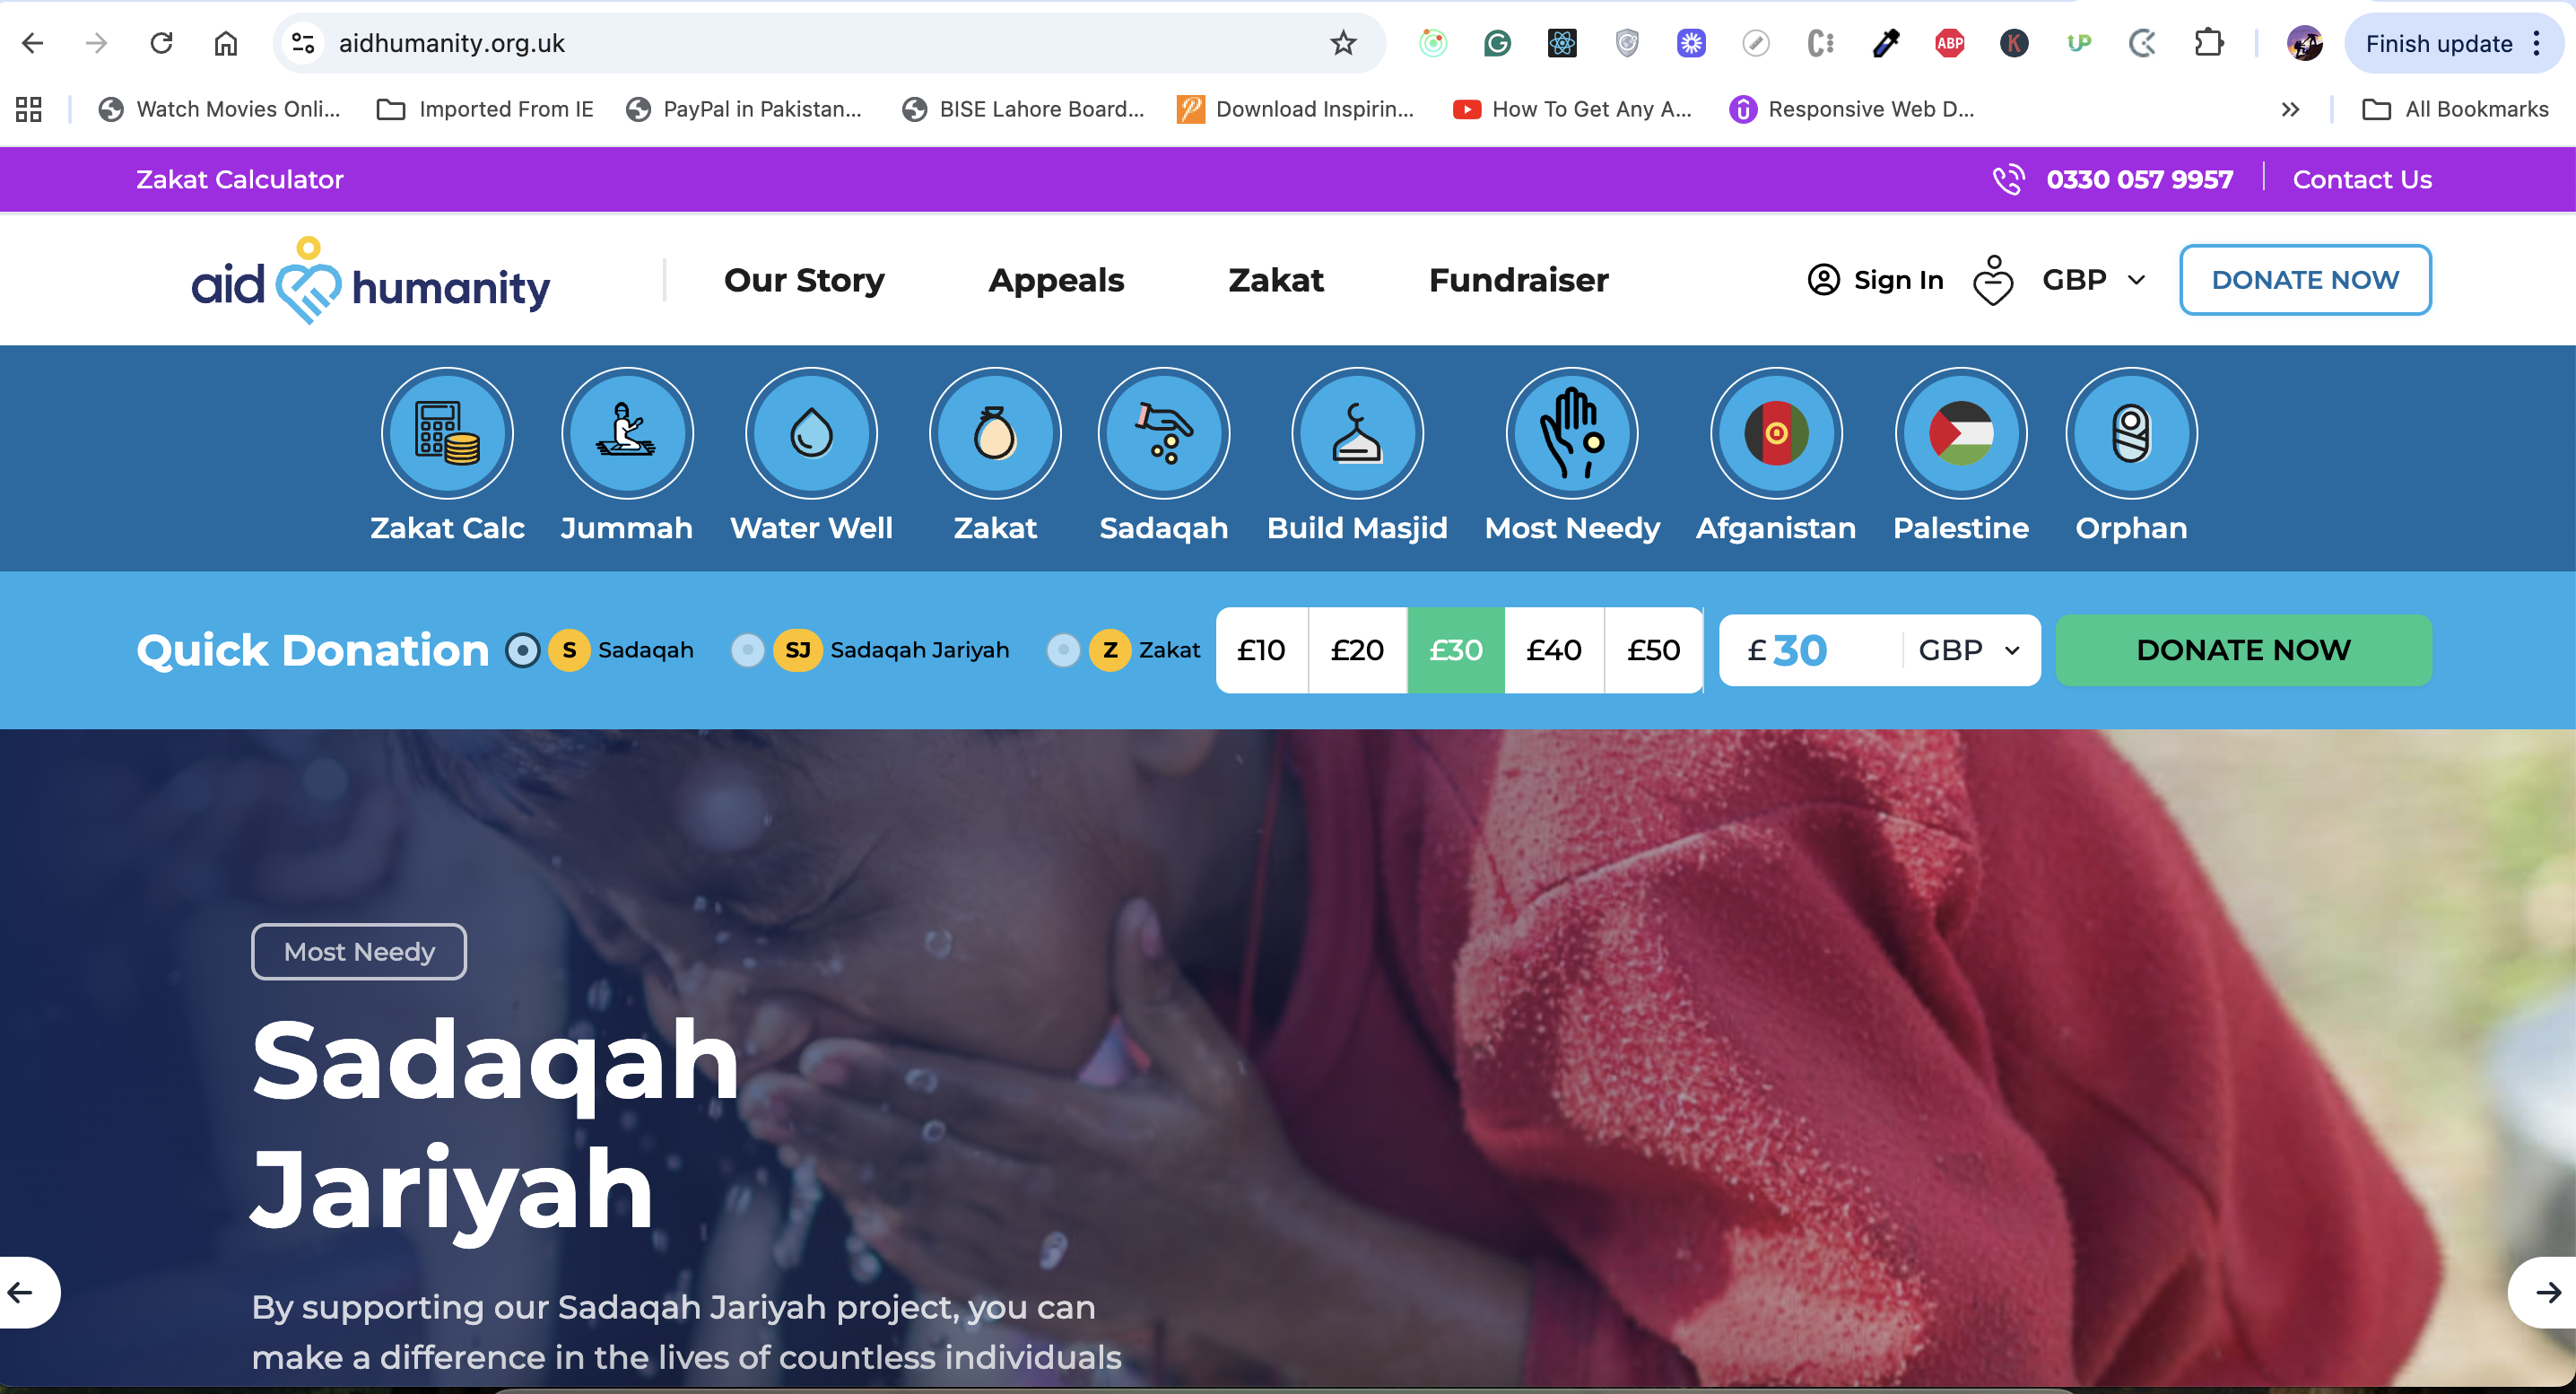 aidhumanity.org.uk
Finish update
Watch Movies Onli...
Imported From IE
PayPal in Pakistan...
BISE Lahore Board...
Download Inspirin...
How To Get Any A...
Responsive Web D...
All Bookmarks
Zakat Calculator
0330 057 9957
Contact Us
aid humanity
Our Story
Appeals
Zakat
Fundraiser
Sign In
GBP
DONATE NOW
Zakat Calc
Jummah
Water Well
Zakat
Sadaqah
Build Masjid
Most Needy
Afganistan
Palestine
Orphan
Quick Donation
S Sadaqah
SJ Sadaqah Jariyah
Z Zakat
£10
£20
£30
£40
£50
£ 30
GBP
DONATE NOW
Most Needy
Sadaqah
Jariyah
By supporting our Sadaqah Jariyah project, you can
make a difference in the lives of countless individuals